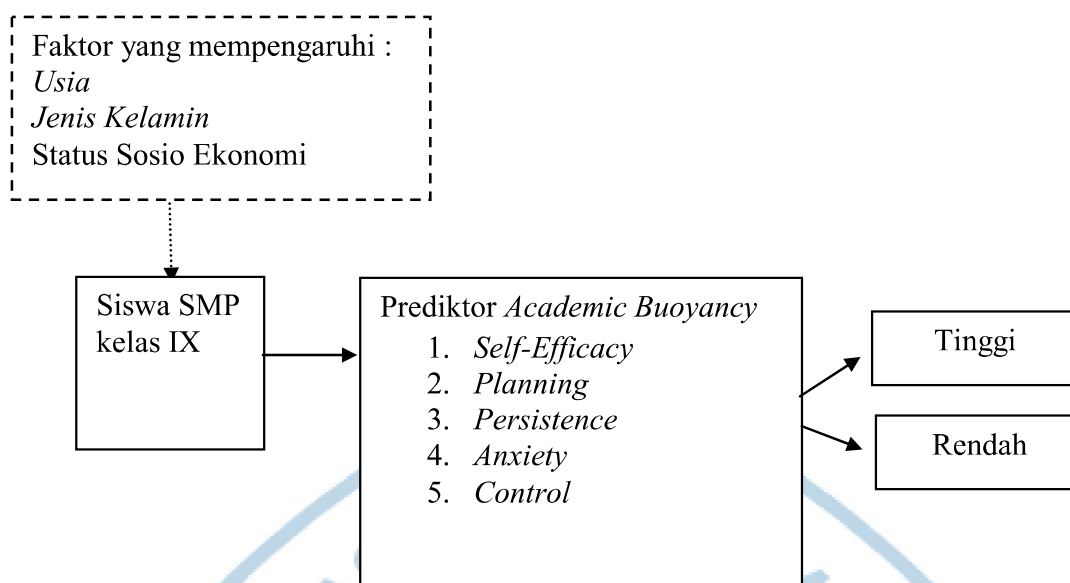 Faktor yang mempengaruhi :
Usia
Jenis Kelamin
Status Sosio Ekonomi
Siswa SMP
kelas IX
Prediktor Academic Buoyancy
1. Self-Efficacy
2. Planning
3. Persistence
4. Anxiety
5. Control
Tinggi
Rendah